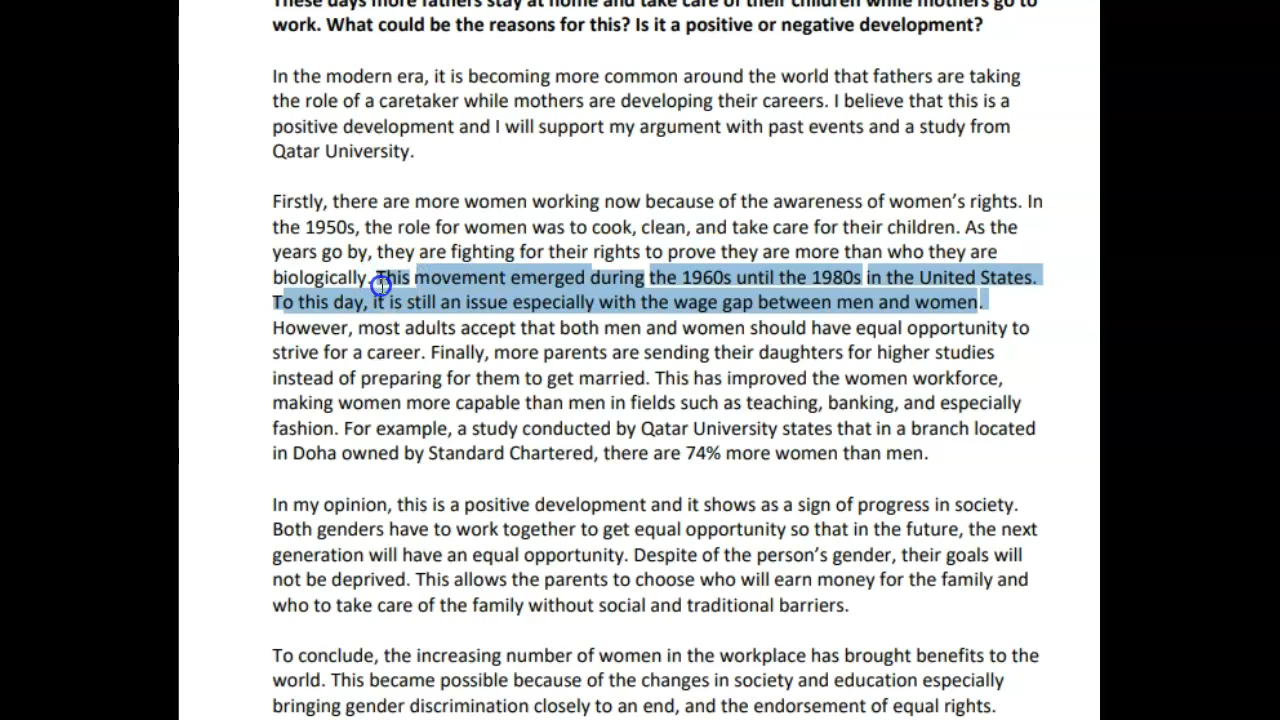 These days more fathers stay at home and take care of their children while mothers go to
work. What could be the reasons for this? Is it a positive or negative development?
In the modern era, it is becoming more common around the world that fathers are taking
the role of a caretaker while mothers are developing their careers. I believe that this is a
positive development and I will support my argument with past events and a study from
Qatar University.
Firstly, there are more women working now because of the awareness of women's rights. In
the 1950s, the role for women was to cook, clean, and take care for their children. As the
years go by, they are fighting for their rights to prove they are more than who they are
biologically. This movement emerged during the 1960s until the 1980s in the United States.
To this day, it is still an issue especially with the wage gap between men and women.
However, most adults accept that both men and women should have equal opportunity to
strive for a career. Finally, more parents are sending their daughters for higher studies
instead of preparing for them to get married. This has improved the women workforce,
making women more capable than men in fields such as teaching, banking, and especially
fashion. For example, a study conducted by Qatar University states that in a branch located
in Doha owned by Standard Chartered, there are 74% more women than men.
In my opinion, this is a positive development and it shows as a sign of progress in society.
Both genders have to work together to get equal opportunity so that in the future, the next
generation will have an equal opportunity. Despite of the person's gender, their goals will
not be deprived. This allows the parents to choose who will earn money for the family and
who to take care of the family without social and traditional barriers.
To conclude, the increasing number of women in the workplace has brought benefits to the
world. This became possible because of the changes in society and education especially
bringing gender discrimination closely to an end, and the endorsement of equal rights.